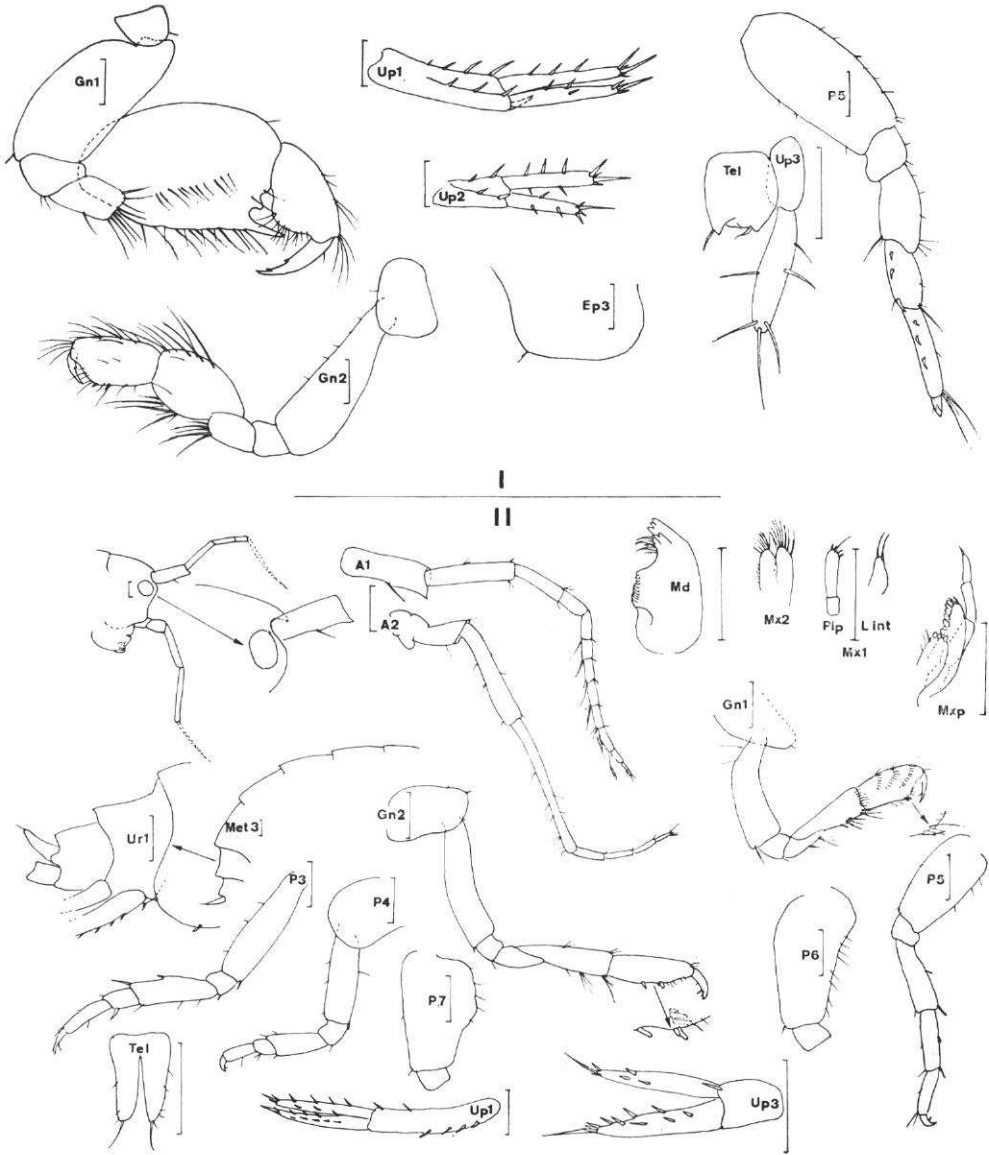 Gn1
Up1
P5
Tel
Up3
Up2
Ep3
Gn2
I
II
A1
A2
Md
Mx2
Plp
L int
Mx1
Mxp
Gn1
Ur1
Met 3
Gn2
P3
P4
P5
P6
P7
Tel
Up1
Up3